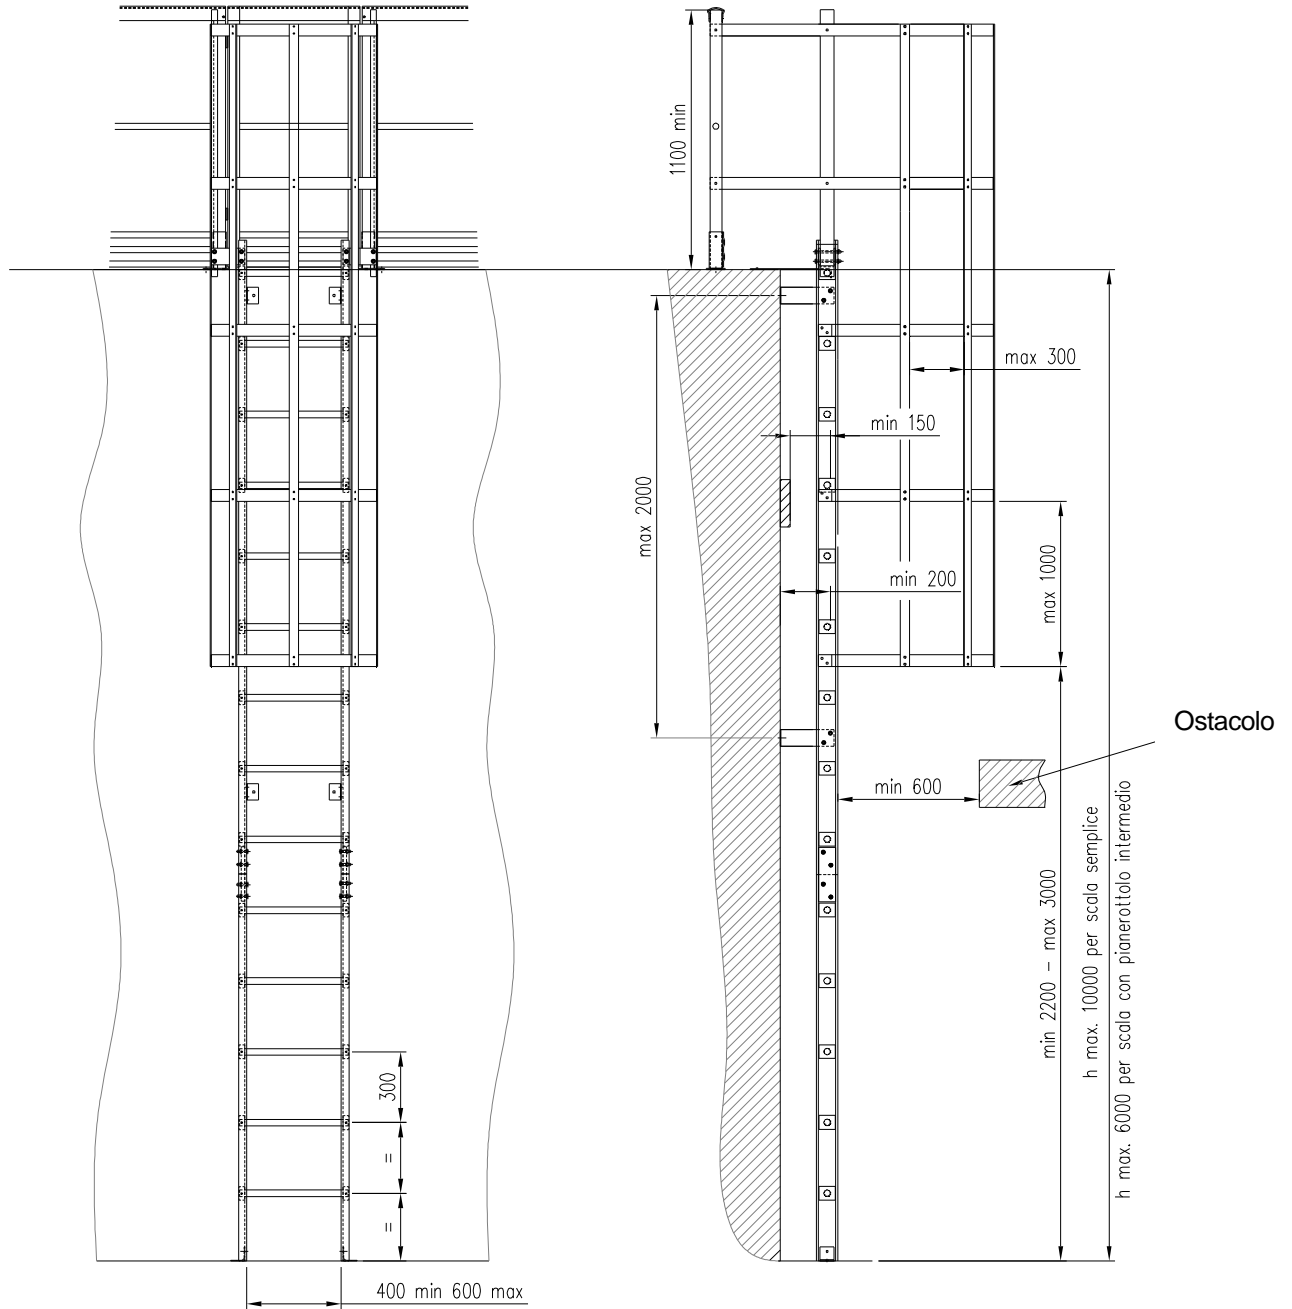 1100 min
max 300
min 150
max 2000
min 200
max 1000
Ostacolo
min 600
min 2200 - max 3000
h max. 10000 per scala semplice
h max. 6000 per scala con pianerottolo intermedio
300
=
=
400 min 600 max